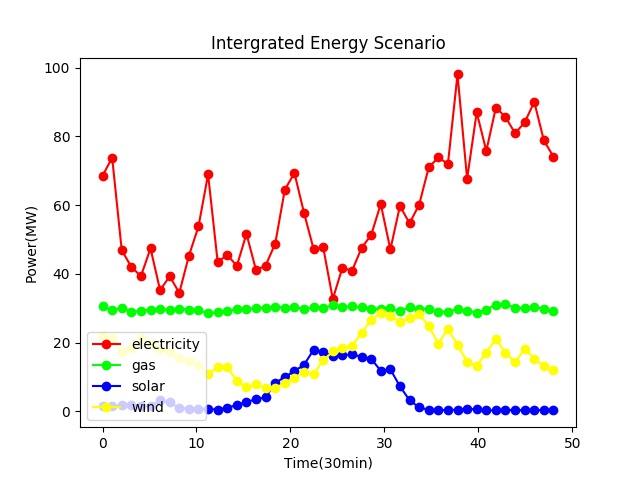 Intergrated Energy Scenario
Power(MW)
100
80
60
40
20
0
electricity
gas
solar
wind
0 10 20 30 40 50
Time(30min)